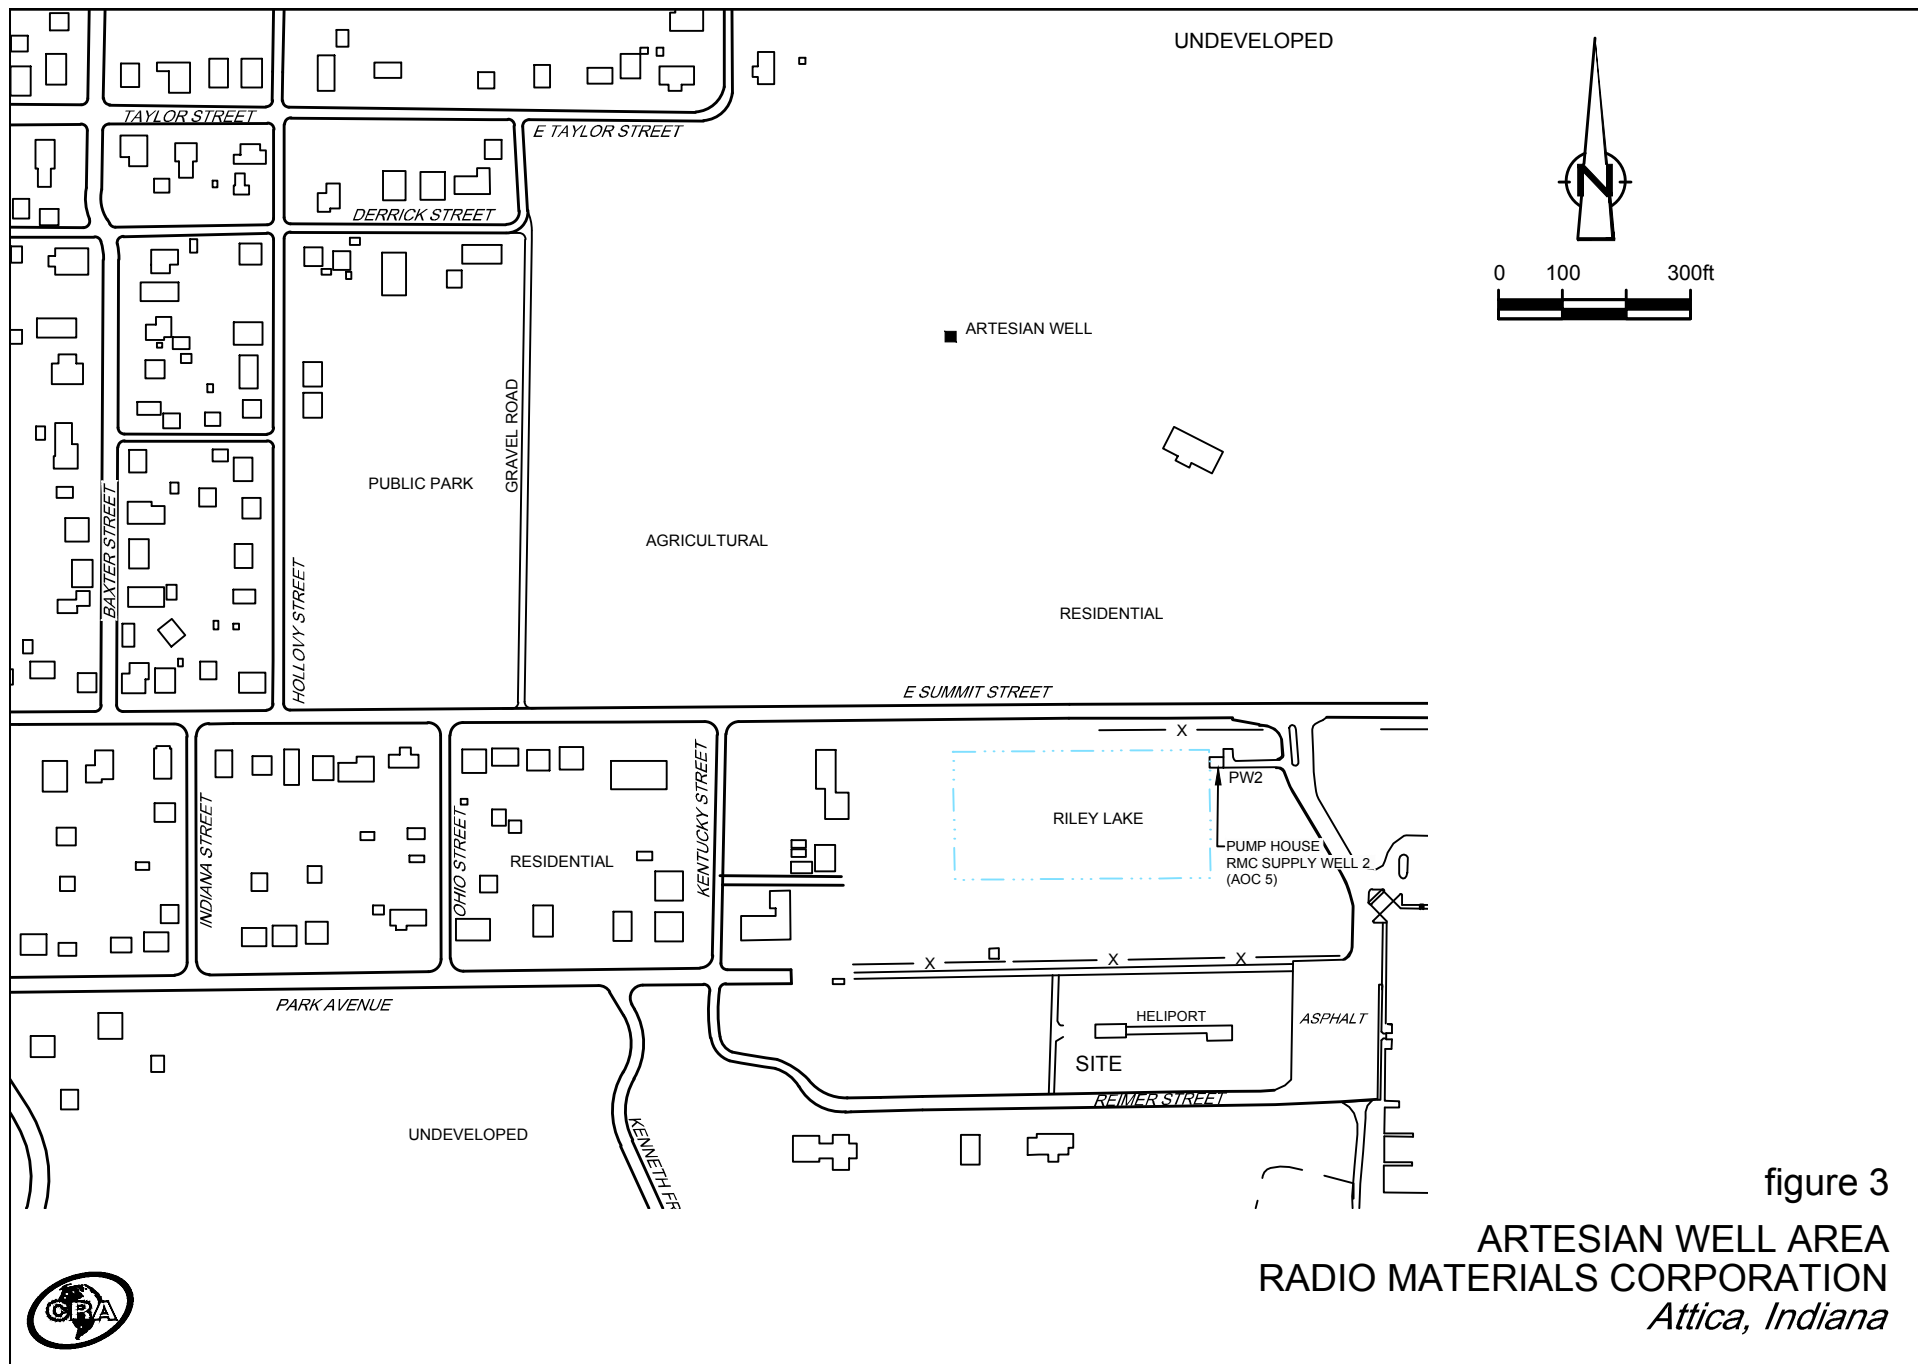 UNDEVELOPED
N
0 100 300ft
TAYLOR STREET
E TAYLOR STREET
DERRICK STREET
ARTESIAN WELL
GRAVEL ROAD
PUBLIC PARK
AGRICULTURAL
BAXTER STREET
HOLLOVY STREET
RESIDENTIAL
E SUMMIT STREET
X
PW2
RILEY LAKE
PUMP HOUSE
RMC SUPPLY WELL 2
(AOC 5)
INDIANA STREET
OHIO STREET
RESIDENTIAL
KENTUCKY STREET
X X X
PARK AVENUE
HELIPORT
ASPHALT
SITE
REIMER STREET
UNDEVELOPED
KENNETH FR
figure 3
ARTESIAN WELL AREA
RADIO MATERIALS CORPORATION
Attica, Indiana
CRA